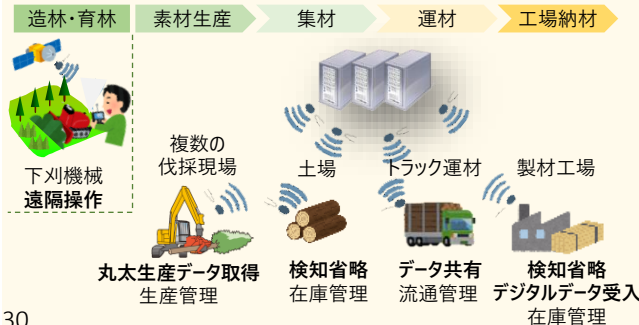 造林・育林
素材生産
集材
運材
工場納材
下刈機械
遠隔操作
複数の
伐採現場
丸太生産データ取得
生産管理
土場
検知省略
在庫管理
トラック運材
データ共有
流通管理
製材工場
検知省略
デジタルデータ受入
在庫管理
30